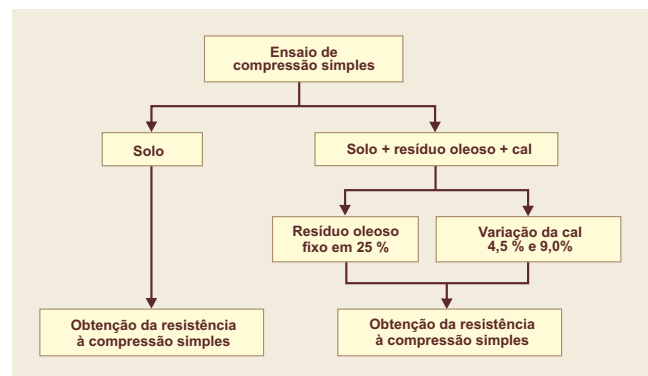 Ensaio de
compressão simples
Solo
Solo + resíduo oleoso + cal
Resíduo oleoso
fixo em 25 %
Variação da cal
4,5 % e 9,0%
Obtenção da resistência
à compressão simples
Obtenção da resistência
à compressão simples